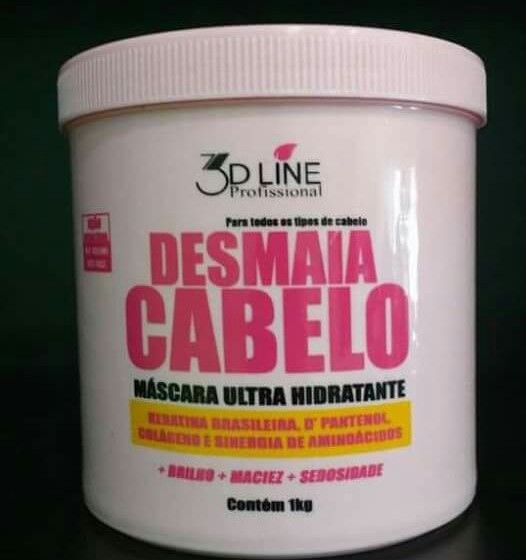 3D LINE
Profissional
Para todos os tipos de cabelo
DESMAIA
CABELO
MÁSCARA ULTRA HIDRATANTE
KERATINA BRASILEIRA, D' PANTENOL,
COLÁGENO E SINERGIA DE AMINOÁCIDOS
+ BRILHO + MACIEZ + SEDOSIDADE
Contém 1kg